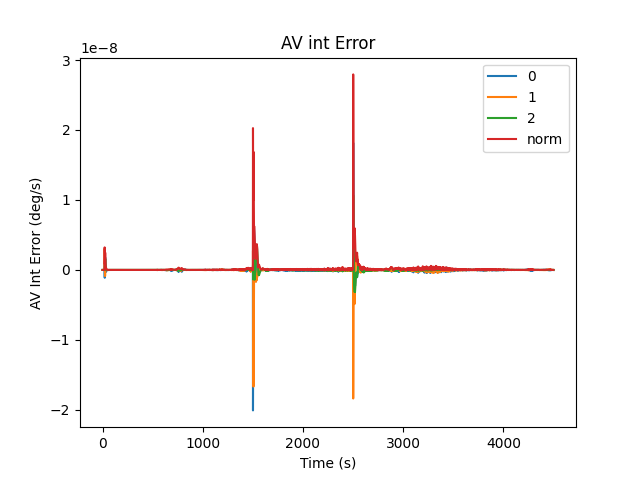 AV int Error
1e−8
3
2
1
0
−1
−2
AV Int Error (deg/s)
0
1
2
norm
0
1000
2000
3000
4000
Time (s)